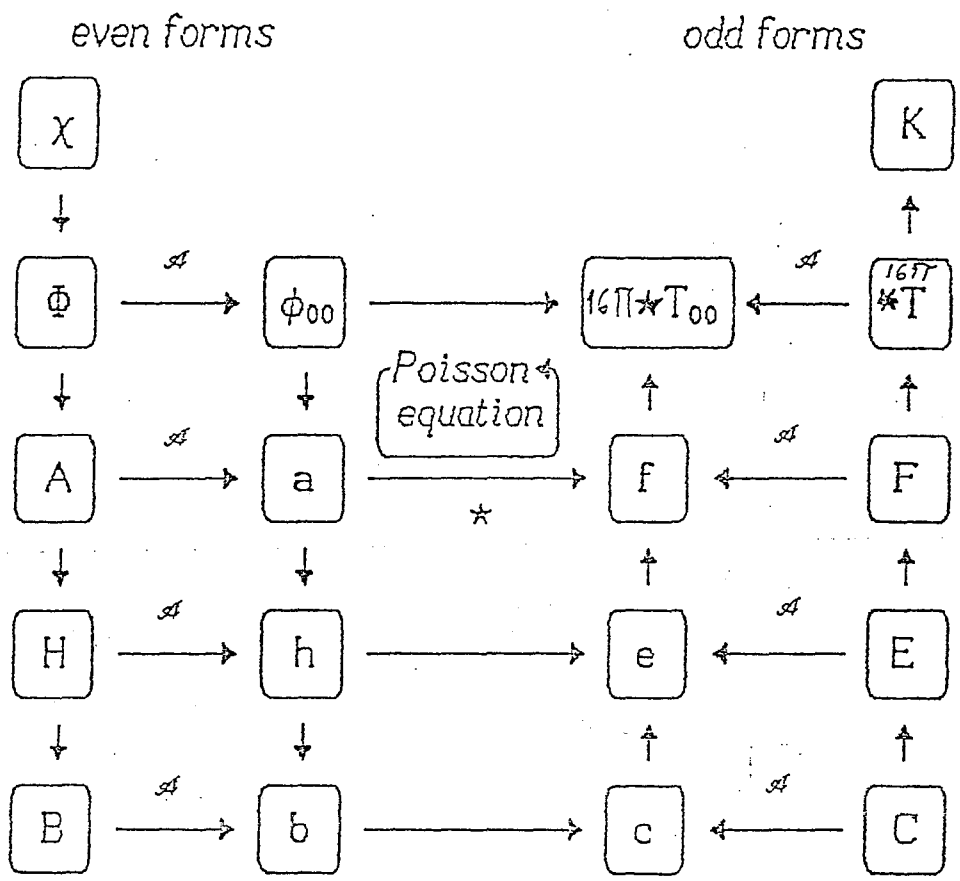 even forms odd forms
χ K
𝒜 𝒜 16π
Φ ϕ00 16Π☆T00 *T
Poisson
equation
𝒜 𝒜
A a f F
☆
𝒜 𝒜
H h e E
𝒜 𝒜
B b c C